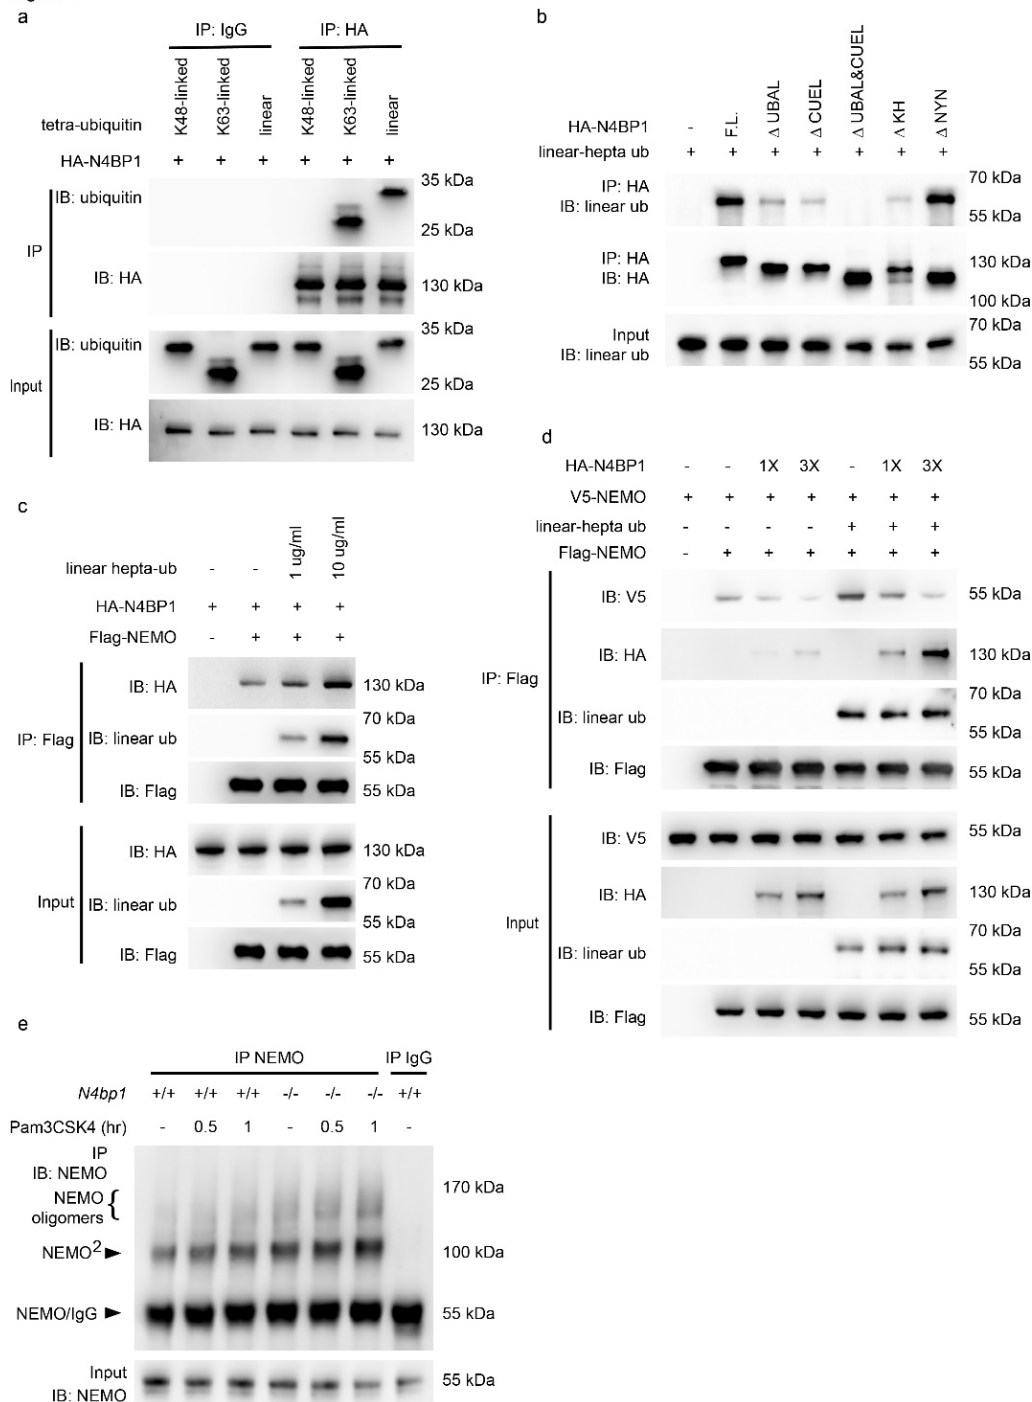 a
IP: IgG IP: HA
tetra-ubiquitin K48-linked K63-linked linear K48-linked K63-linked linear
HA-N4BP1 + + + + + +
IP
IB: ubiquitin 35 kDa
25 kDa
IB: HA 130 kDa
Input
IB: ubiquitin 35 kDa
25 kDa
IB: HA 130 kDa
b
HA-N4BP1 - F.L. Δ UBAL Δ CUEL Δ UBAL&CUEL Δ KH Δ NYN
linear-hepta ub + + + + + + +
IP: HA 70 kDa
IB: linear ub 55 kDa
IP: HA 130 kDa
IB: HA 100 kDa
Input 70 kDa
IB: linear ub 55 kDa
c
linear hepta-ub - - 1 ug/ml 10 ug/ml
HA-N4BP1 + + + +
Flag-NEMO - + + +
IP: Flag
IB: HA 130 kDa
70 kDa
IB: linear ub
55 kDa
IB: Flag 55 kDa
Input
IB: HA 130 kDa
70 kDa
IB: linear ub
55 kDa
IB: Flag 55 kDa
d
HA-N4BP1 - - 1X 3X - 1X 3X
V5-NEMO + + + + + + +
linear-hepta ub - - - - + + +
Flag-NEMO - + + + + + +
IP: Flag
IB: V5 55 kDa
IB: HA 130 kDa
70 kDa
IB: linear ub
55 kDa
IB: Flag 55 kDa
Input
IB: V5 55 kDa
IB: HA 130 kDa
70 kDa
IB: linear ub
55 kDa
IB: Flag 55 kDa
e
IP NEMO IP IgG
N4bp1 +/+ +/+ +/+ -/- -/- -/- +/+
Pam3CSK4 (hr) - 0.5 1 - 0.5 1 -
IP
IB: NEMO
170 kDa
NEMO
oligomers {
NEMO2 ► 100 kDa
NEMO/IgG ► 55 kDa
Input 55 kDa
IB: NEMO